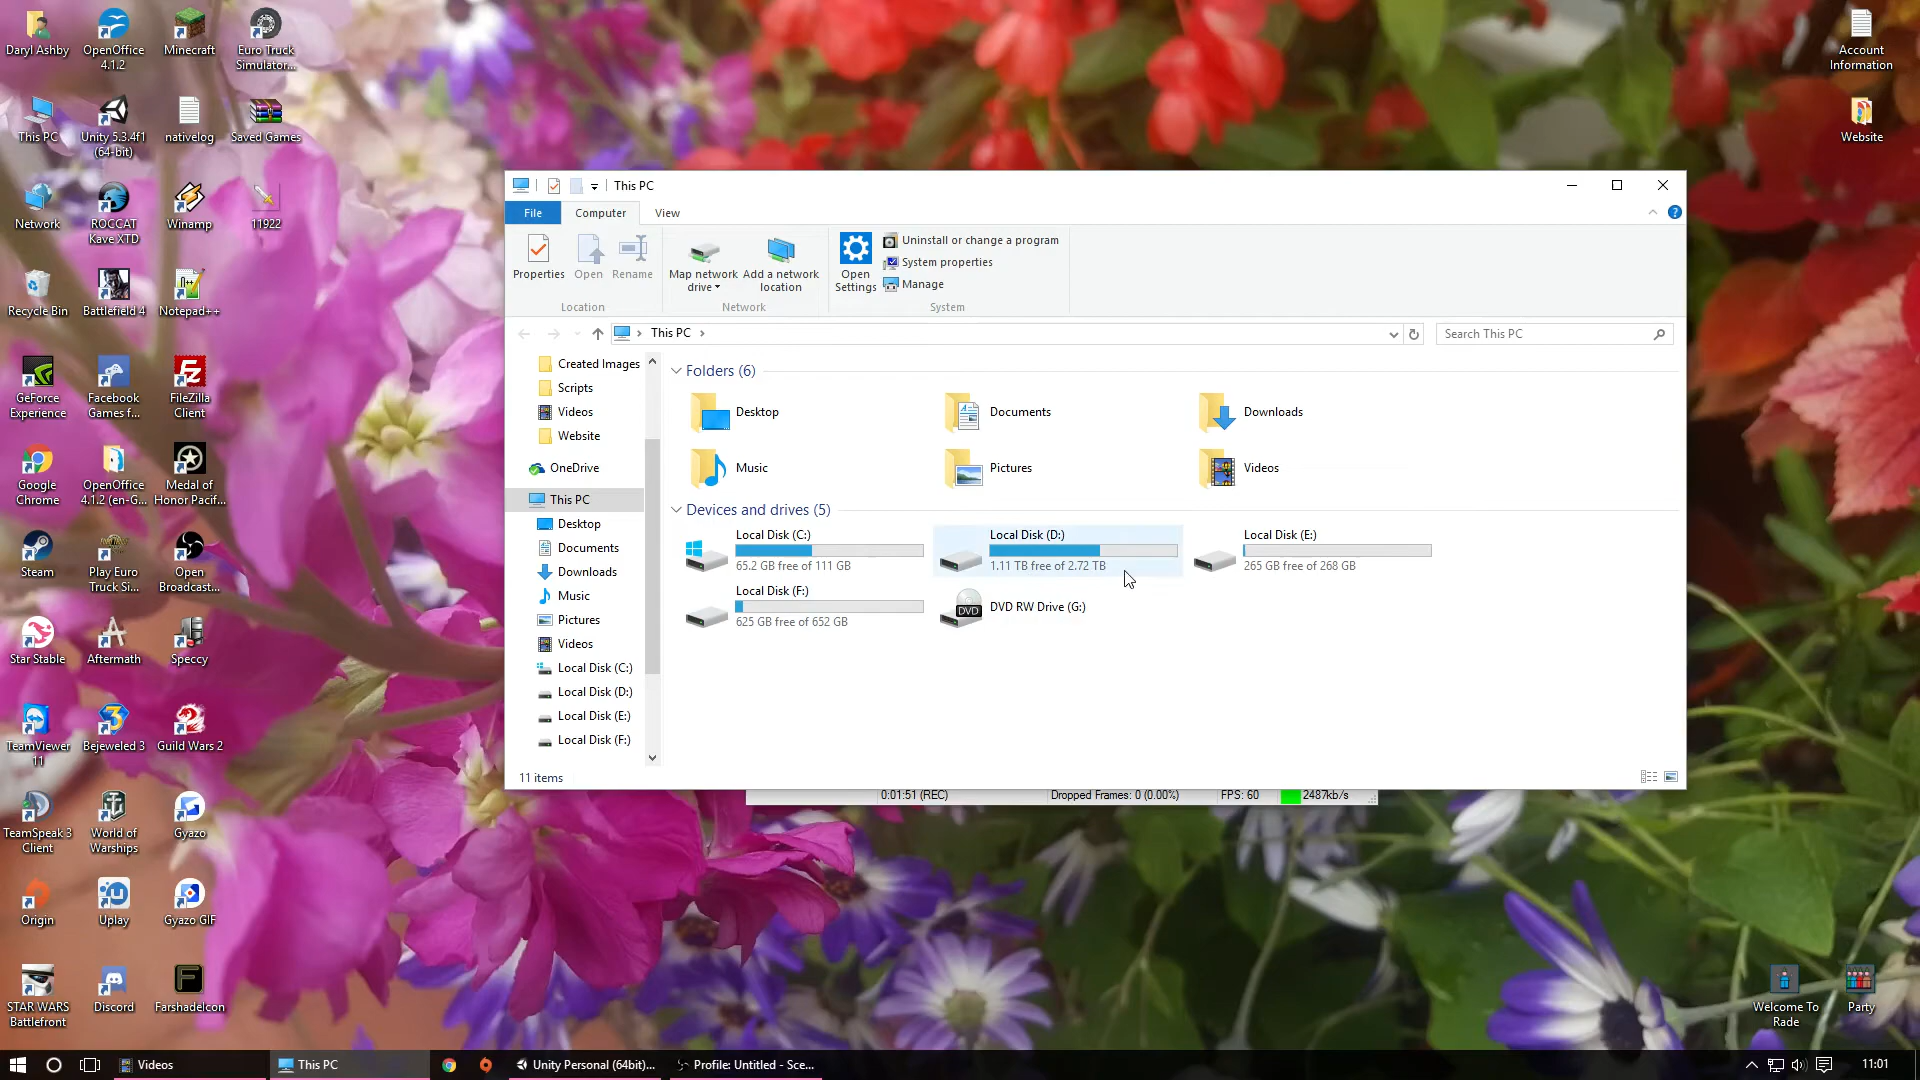 Daryl Ashby
OpenOffice
4.1.2
Minecraft
Euro Truck
Simulator...
This PC
Unity 5.3.4f1
(64-bit)
nativelog
Saved Games
Network
ROCCAT
Kave XTD
Winamp
11922
Recycle Bin
Battlefield 4
Notepad++
GeForce
Experience
Facebook
Games f...
FileZilla
Client
Google
Chrome
OpenOffice
4.1.2 (en-G...
Medal of
Honor Pacif...
Steam
Play Euro
Truck Si...
Open
Broadcast...
Star Stable
Aftermath
Speccy
TeamViewer
11
Bejeweled 3
Guild Wars 2
TeamSpeak 3
Client
World of
Warships
Gyazo
Origin
Uplay
Gyazo GIF
STAR WARS
Battlefront
Discord
FarshadeIcon
Account
Information
Website
This PC
File
Computer
View
Properties
Open
Rename
Location
Map network
drive
Add a network
location
Network
Open
Settings
Uninstall or change a program
System properties
Manage
System
This PC
Search This PC
Created Images
Scripts
Videos
Website
OneDrive
This PC
Desktop
Documents
Downloads
Music
Pictures
Videos
Local Disk (C:)
Local Disk (D:)
Local Disk (E:)
Local Disk (F:)
Folders (6)
Desktop
Documents
Downloads
Music
Pictures
Videos
Devices and drives (5)
Local Disk (C:)
65.2 GB free of 111 GB
Local Disk (D:)
1.11 TB free of 2.72 TB
Local Disk (E:)
265 GB free of 268 GB
Local Disk (F:)
625 GB free of 652 GB
DVD
DVD RW Drive (G:)
11 items
0:01:51 (REC)
Dropped Frames: 0 (0.00%)
FPS: 60
2487kb/s
Welcome To
Rade
Party
Videos
This PC
Unity Personal (64bit)...
Profile: Untitled - Sce...
11:01